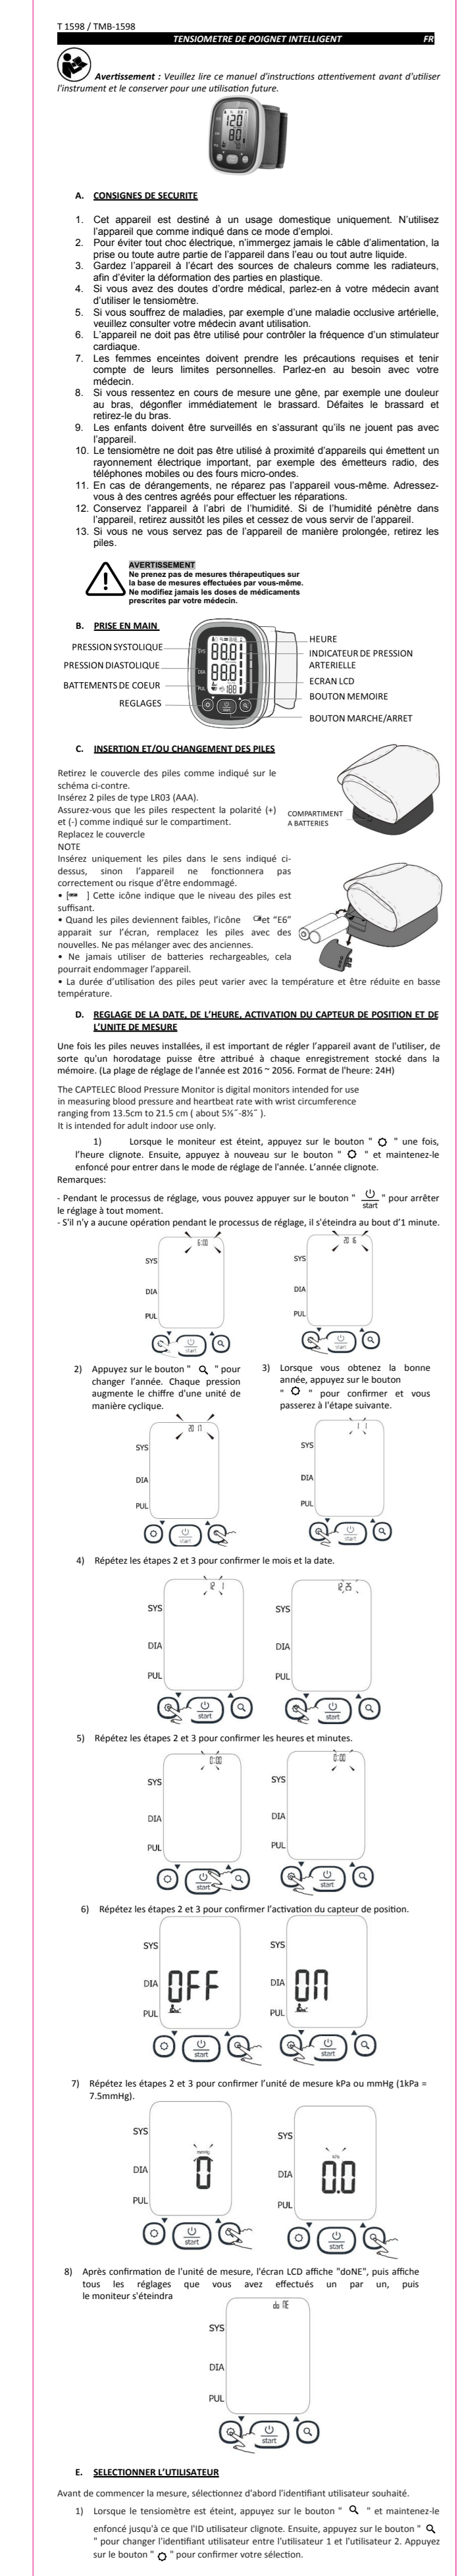 T 1598 / TMB-1598
TENSIOMETRE DE POIGNET INTELLIGENT FR
Avertissement : Veuillez lire ce manuel d'instructions attentivement avant d'utiliser
l'instrument et le conserver pour une utilisation future.
A. CONSIGNES DE SECURITE
1. Cet appareil est destiné à un usage domestique uniquement. N'utilisez
l'appareil que comme indiqué dans ce mode d'emploi.
2. Pour éviter tout choc électrique, n'immergez jamais le câble d'alimentation, la
prise ou toute autre partie de l'appareil dans l'eau ou tout autre liquide.
3. Gardez l'appareil à l'écart des sources de chaleurs comme les radiateurs,
afin d'éviter la déformation des parties en plastique.
4. Si vous avez des doutes d'ordre médical, parlez-en à votre médecin avant
d'utiliser le tensiomètre.
5. Si vous souffrez de maladies, par exemple d'une maladie occlusive artérielle,
veuillez consulter votre médecin avant utilisation.
6. L'appareil ne doit pas être utilisé pour contrôler la fréquence d'un stimulateur
cardiaque.
7. Les femmes enceintes doivent prendre les précautions requises et tenir
compte de leurs limites personnelles. Parlez-en au besoin avec votre
médecin.
8. Si vous ressentez en cours de mesure une gêne, par exemple une douleur
au bras, dégonfler immédiatement le brassard. Défaites le brassard et
retirez-le du bras.
9. Les enfants doivent être surveillés en s'assurant qu'ils ne jouent pas avec
l'appareil.
10. Le tensiomètre ne doit pas être utilisé à proximité d'appareils qui émettent un
rayonnement électrique important, par exemple des émetteurs radio, des
téléphones mobiles ou des fours micro-ondes.
11. En cas de dérangements, ne réparez pas l'appareil vous-même. Adressez-
vous à des centres agréés pour effectuer les réparations.
12. Conservez l'appareil à l'abri de l'humidité. Si de l'humidité pénètre dans
l'appareil, retirez aussitôt les piles et cessez de vous servir de l'appareil.
13. Si vous ne vous servez pas de l'appareil de manière prolongée, retirez les
piles.
AVERTISSEMENT
Ne prenez pas de mesures thérapeutiques sur
la base de mesures effectuées par vous-même.
Ne modifiez jamais les doses de médicaments
prescrites par votre médecin.
B. PRISE EN MAIN
PRESSION SYSTOLIQUE
PRESSION DIASTOLIQUE
BATTEMENTS DE COEUR
REGLAGES
SYS
DIA
PUL
start
HEURE
INDICATEUR DE PRESSION
ARTERIELLE
ECRAN LCD
BOUTON MEMOIRE
BOUTON MARCHE/ARRET
C. INSERTION ET/OU CHANGEMENT DES PILES
Retirez le couvercle des piles comme indiqué sur le
schéma ci-contre.
Insérez 2 piles de type LR03 (AAA).
Assurez-vous que les piles respectent la polarité (+)
et (-) comme indiqué sur le compartiment.
Replacez le couvercle
NOTE
Insérez uniquement les piles dans le sens indiqué ci-
dessus, sinon l'appareil ne fonctionnera pas
correctement ou risque d'être endommagé.
• [ ] Cette icône indique que le niveau des piles est
suffisant.
• Quand les piles deviennent faibles, l'icône et "E6"
apparait sur l'écran, remplacez les piles avec des
nouvelles. Ne pas mélanger avec des anciennes.
• Ne jamais utiliser de batteries rechargeables, cela
pourrait endommager l'appareil.
• La durée d'utilisation des piles peut varier avec la température et être réduite en basse
température.
COMPARTIMENT
A BATTERIES
D. REGLAGE DE LA DATE, DE L'HEURE, ACTIVATION DU CAPTEUR DE POSITION ET DE
L'UNITE DE MESURE
Une fois les piles neuves installées, il est important de régler l'appareil avant de l'utiliser, de
sorte qu'un horodatage puisse être attribué à chaque enregistrement stocké dans la
mémoire. (La plage de réglage de l'année est 2016 ~ 2056. Format de l'heure: 24H)
The CAPTELEC Blood Pressure Monitor is digital monitors intended for use
in measuring blood pressure and heartbeat rate with wrist circumference
ranging from 13.5cm to 21.5 cm ( about 5⅓˝-8½˝ ).
It is intended for adult indoor use only.
1) Lorsque le moniteur est éteint, appuyez sur le bouton " " une fois,
l'heure clignote. Ensuite, appuyez à nouveau sur le bouton " " et maintenez-le
enfoncé pour entrer dans le mode de réglage de l'année. L'année clignote.
Remarques:
- Pendant le processus de réglage, vous pouvez appuyer sur le bouton " start " pour arrêter
le réglage à tout moment.
- S'il n'y a aucune opération pendant le processus de réglage, il s'éteindra au bout d'1 minute.
6:00
SYS
DIA
PUL
start
20 16
SYS
DIA
PUL
start
2) Appuyez sur le bouton " " pour
changer l'année. Chaque pression
augmente le chiffre d'une unité de
manière cyclique.
3) Lorsque vous obtenez la bonne
année, appuyez sur le bouton
" " pour confirmer et vous
passerez à l'étape suivante.
20 17
SYS
DIA
PUL
start
1 1
SYS
DIA
PUL
start
4) Répétez les étapes 2 et 3 pour confirmer le mois et la date.
12 1
SYS
DIA
PUL
start
12 25
SYS
DIA
PUL
start
5) Répétez les étapes 2 et 3 pour confirmer les heures et minutes.
0:00
SYS
DIA
PUL
start
0:00
SYS
DIA
PUL
start
6) Répétez les étapes 2 et 3 pour confirmer l'activation du capteur de position.
SYS
DIA OFF
PUL
start
SYS
DIA ON
PUL
start
7) Répétez les étapes 2 et 3 pour confirmer l'unité de mesure kPa ou mmHg (1kPa =
7.5mmHg).
SYS
mmHg
DIA 0
PUL
start
SYS
kPa
DIA 0.0
PUL
start
8) Après confirmation de l'unité de mesure, l'écran LCD affiche "doNE", puis affiche
tous les réglages que vous avez effectués un par un, puis
le moniteur s'éteindra
do NE
SYS
DIA
PUL
start
E. SELECTIONNER L'UTILISATEUR
Avant de commencer la mesure, sélectionnez d'abord l'identifiant utilisateur souhaité.
1) Lorsque le tensiomètre est éteint, appuyez sur le bouton " " et maintenez-le
enfoncé jusqu'à ce que l'ID utilisateur clignote. Ensuite, appuyez sur le bouton "
" pour changer l'identifiant utilisateur entre l'utilisateur 1 et l'utilisateur 2. Appuyez
sur le bouton " " pour confirmer votre sélection.